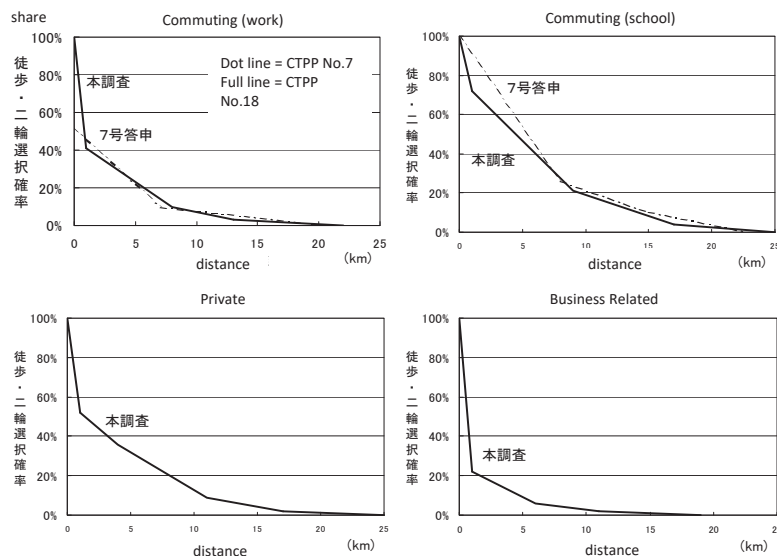 share
Commuting (work)
徒歩・二輪選択確率
100%
80%
60%
40%
20%
0%
本調査
7号答申
Dot line = CTPP No.7
Full line = CTPP
No.18
0
5
10
15
20
25
distance
(km)
Commuting (school)
徒歩・二輪選択確率
100%
80%
60%
40%
20%
0%
7号答申
本調査
0
5
10
15
20
25
distance
(km)
Private
徒歩・二輪選択確率
100%
80%
60%
40%
20%
0%
本調査
0
5
10
15
20
25
distance
(km)
Business Related
徒歩・二輪選択確率
100%
80%
60%
40%
20%
0%
本調査
0
5
10
15
20
25
distance
(km)